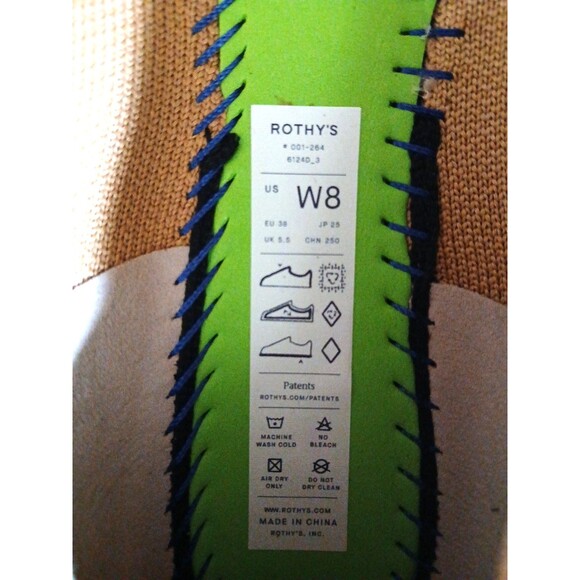 ROTHY'S
# 001-264
6124D_3
US W8
EU 38 JP 25
UK 5.5 CHN 250
Patents
ROTHYS.COM/PATENTS
MACHINE WASH COLD
NO BLEACH
AIR DRY ONLY
DO NOT DRY CLEAN
WWW.ROTHYS.COM
MADE IN CHINA
ROTHY'S, INC.